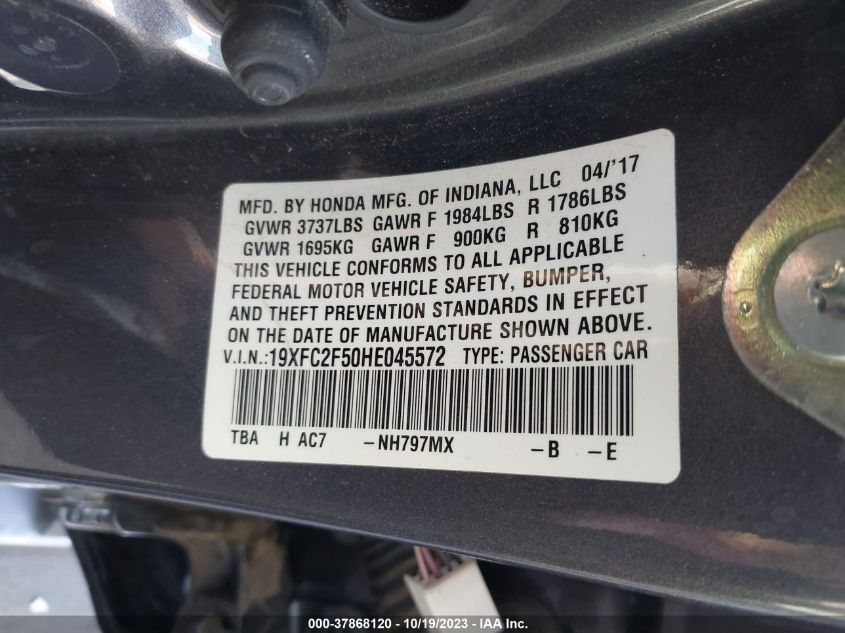 MFD. BY HONDA MFG. OF INDIANA, LLC 04/'17
GVWR 3737LBS GAWR F 1984LBS R 1786LBS
GVWR 1695KG GAWR F 900KG R 810KG
THIS VEHICLE CONFORMS TO ALL APPLICABLE
FEDERAL MOTOR VEHICLE SAFETY, BUMPER,
AND THEFT PREVENTION STANDARDS IN EFFECT
ON THE DATE OF MANUFACTURE SHOWN ABOVE.
V.I.N.:19XFC2F50HE045572 TYPE: PASSENGER CAR
TBA H AC7 -NH797MX -B -E
000-37868120 - 10/19/2023 - IAA Inc.